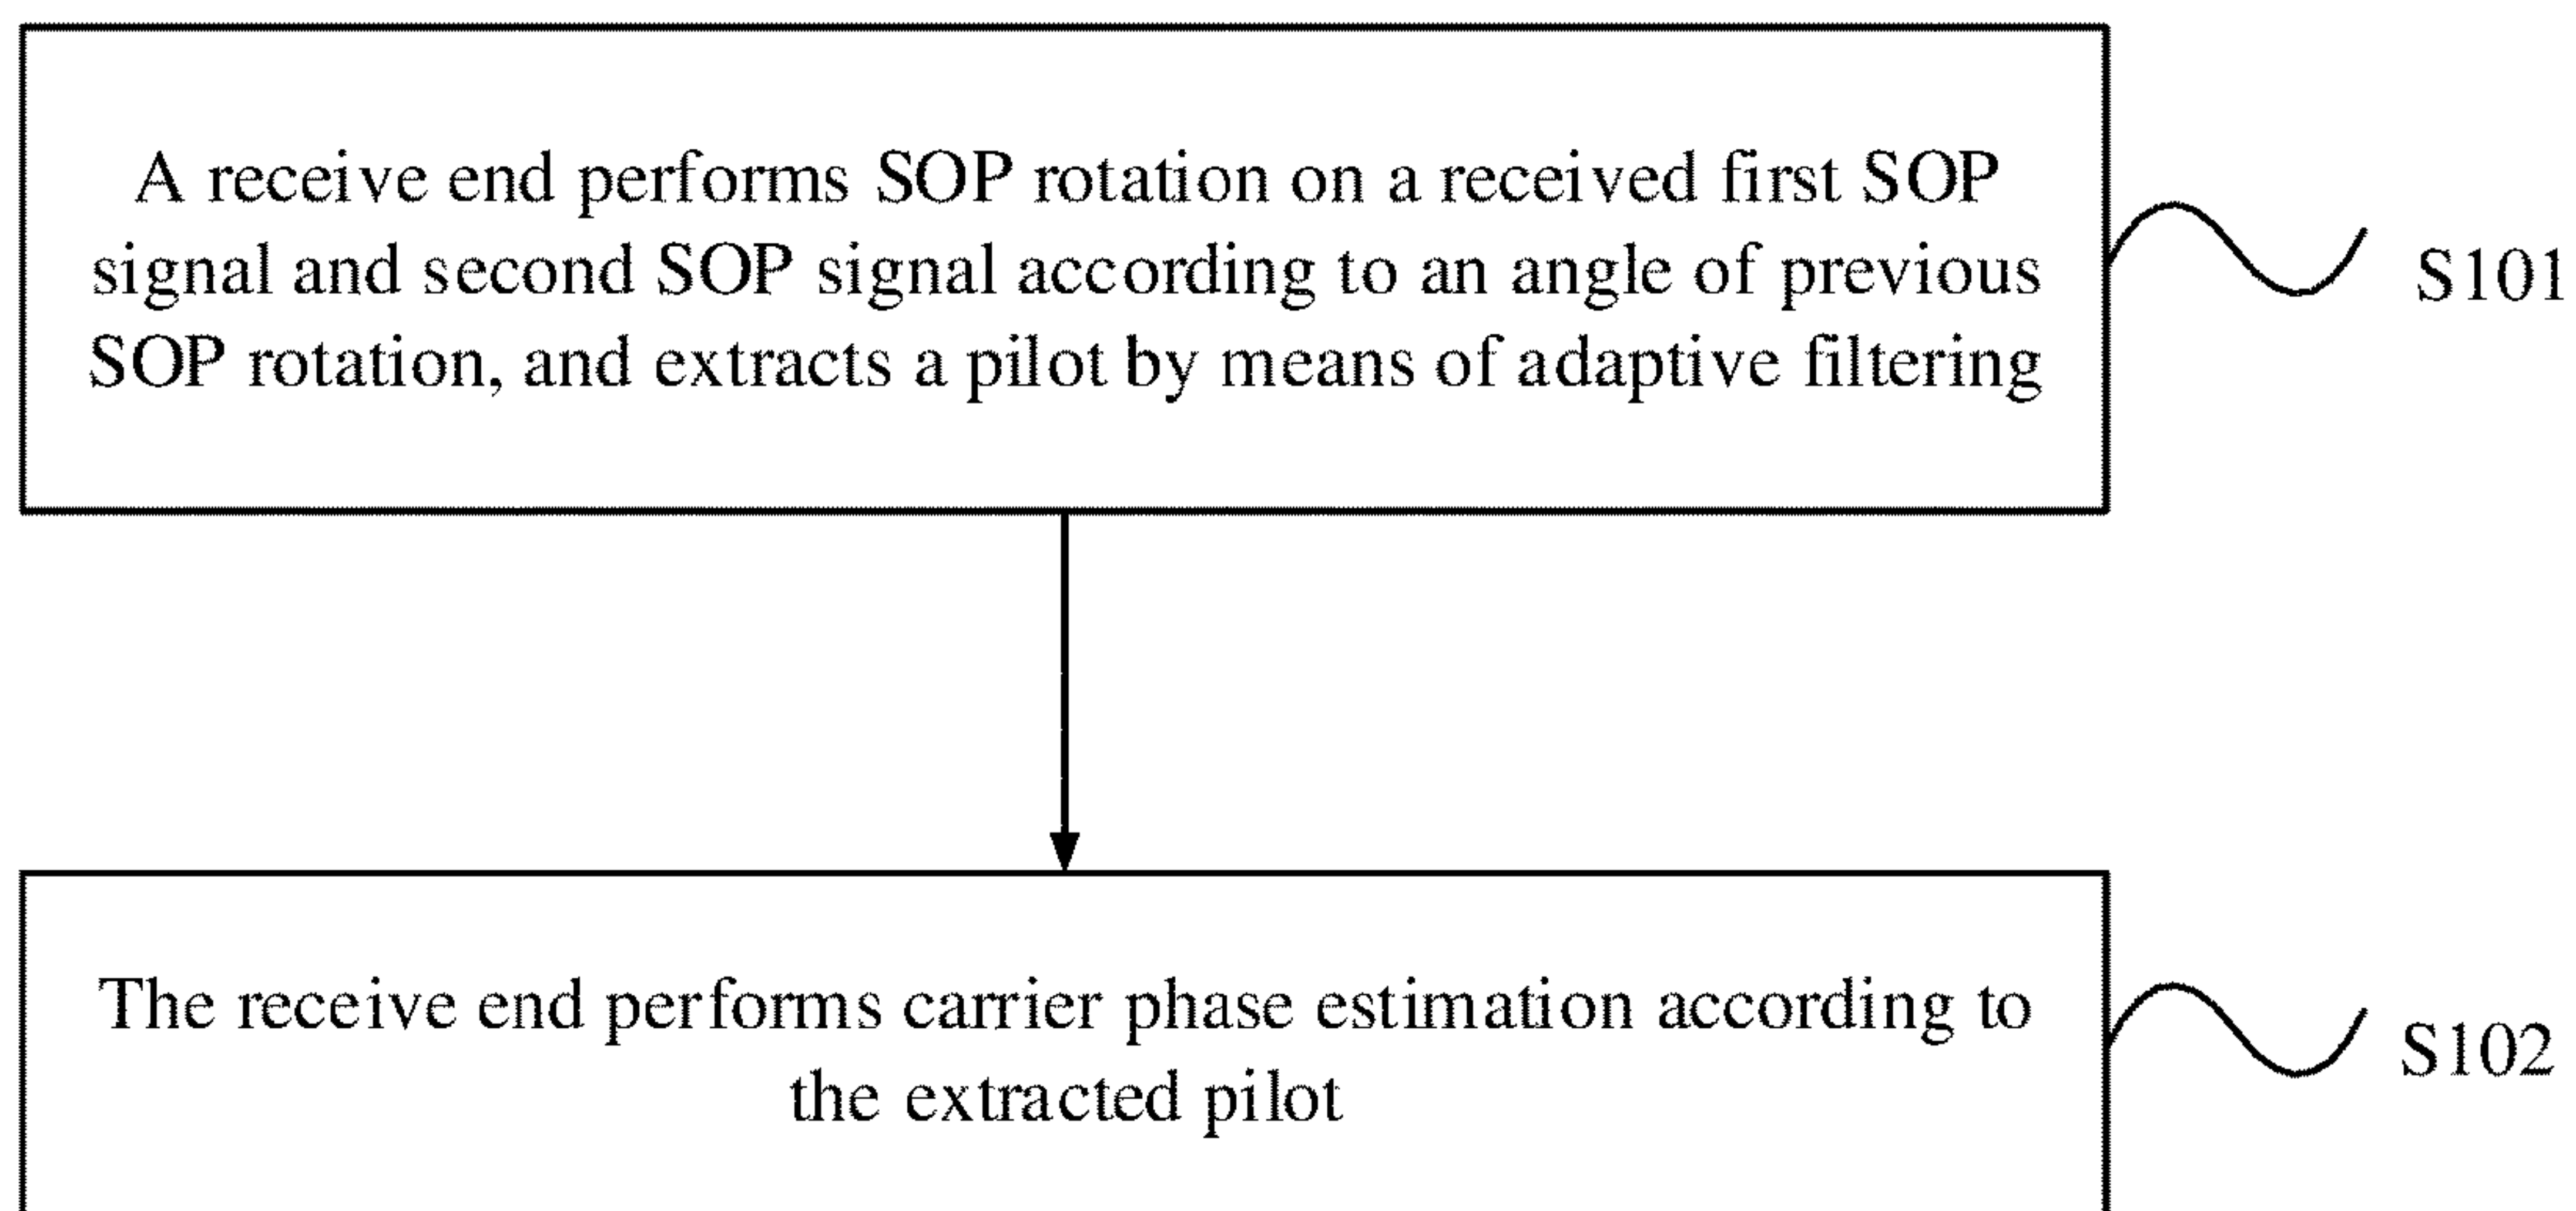 A receive end performs SOP rotation on a received first SOP
signal and second SOP signal according to an angle of previous
SOP rotation, and extracts a pilot by means of adaptive filtering
S101
The receive end performs carrier phase estimation according to
the extracted pilot
S102